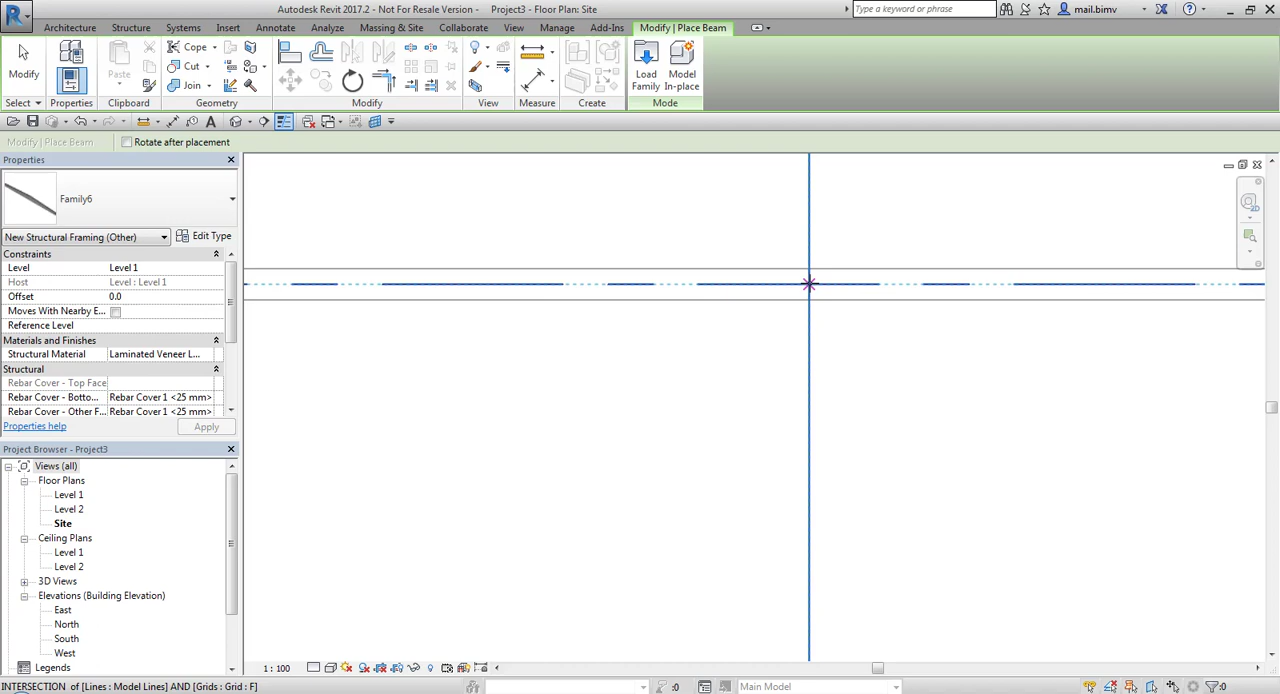 Autodesk Revit 2017.2 - Not For Resale Version - Project3 - Floor Plan: Site
Type a keyword or phrase
mail.bimv
Architecture Structure Systems Insert Annotate Analyze Massing & Site Collaborate View Manage Add-Ins Modify | Place Beam
Cope
Cut
Join
Modify
Paste
Load
Family
Model
In-place
Select Properties Clipboard Geometry Modify View Measure Create Mode
Modify | Place Beam
Rotate after placement
Properties
Family6
New Structural Framing (Other)
Edit Type
Constraints
Level Level 1
Host Level : Level 1
Offset 0.0
Moves With Nearby E...
Reference Level
Materials and Finishes
Structural Material Laminated Veneer L...
Structural
Rebar Cover - Top Face
Rebar Cover - Botto... Rebar Cover 1 <25 mm>
Rebar Cover - Other F... Rebar Cover 1 <25 mm>
Properties help
Apply
Project Browser - Project3
Views (all)
Floor Plans
Level 1
Level 2
Site
Ceiling Plans
Level 1
Level 2
3D Views
Elevations (Building Elevation)
East
North
South
West
Legends
1 : 100
INTERSECTION of [Lines : Model Lines] AND [Grids : Grid : F]
:0
Main Model
:0